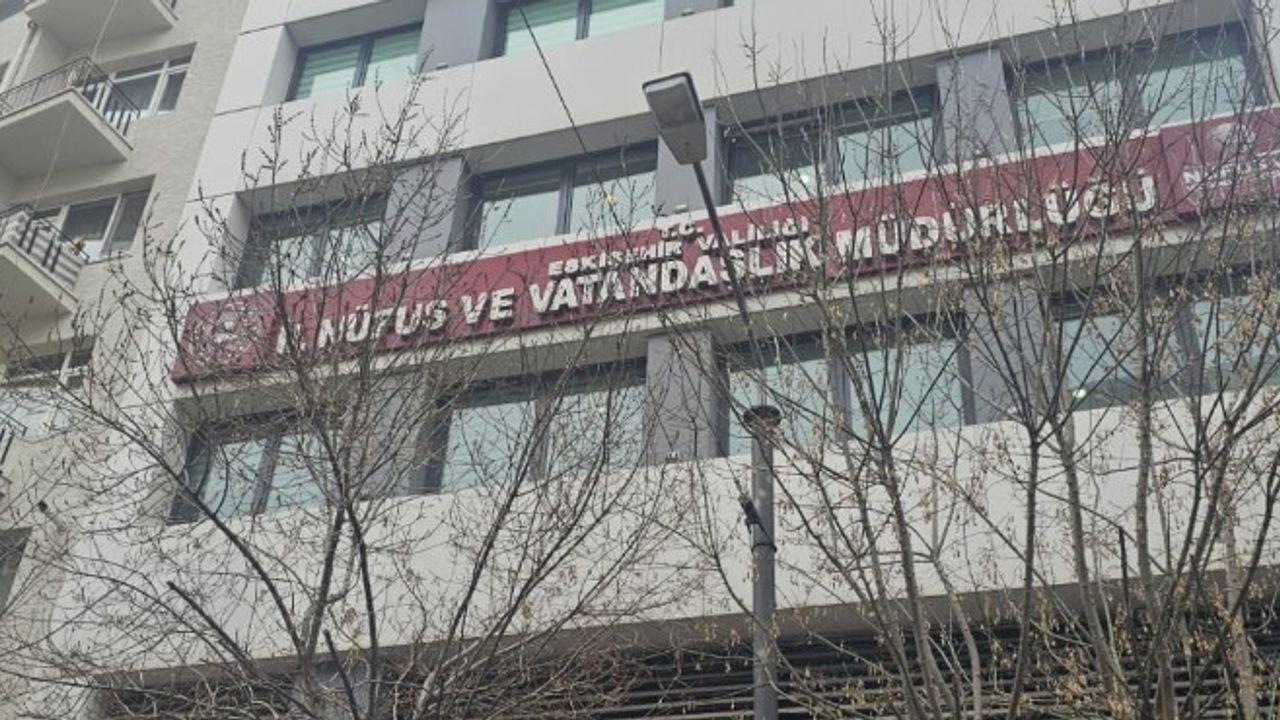 T.C.
ESKİŞEHİR VALİLİĞİ
İL NÜFUS VE VATANDAŞLIK MÜDÜRLÜĞÜ